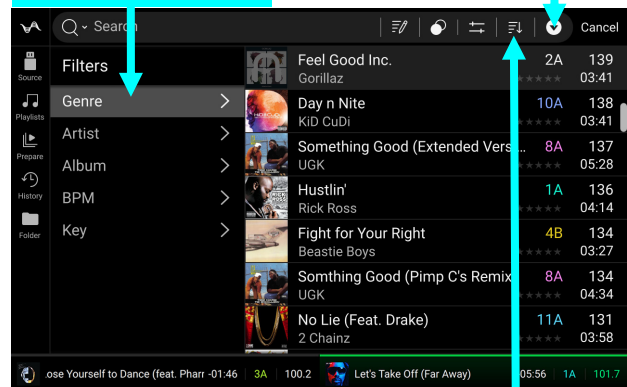 Search
Cancel
Source
Playlists
Prepare
History
Folder
Filters
Genre
Artist
Album
BPM
Key
Feel Good Inc. 2A 139
Gorillaz 03:41
Day n Nite 10A 138
KiD CuDi 03:41
Something Good (Extended Vers... 8A 137
UGK 05:28
Hustlin' 1A 136
Rick Ross 04:14
Fight for Your Right 4B 134
Beastie Boys 03:27
Somthing Good (Pimp C's Remix 8A 134
UGK 04:34
No Lie (Feat. Drake) 11A 131
2 Chainz 03:58
ose Yourself to Dance (feat. Pharr -01:46 3A 100.2 Let's Take Off (Far Away) 05:56 1A 101.7